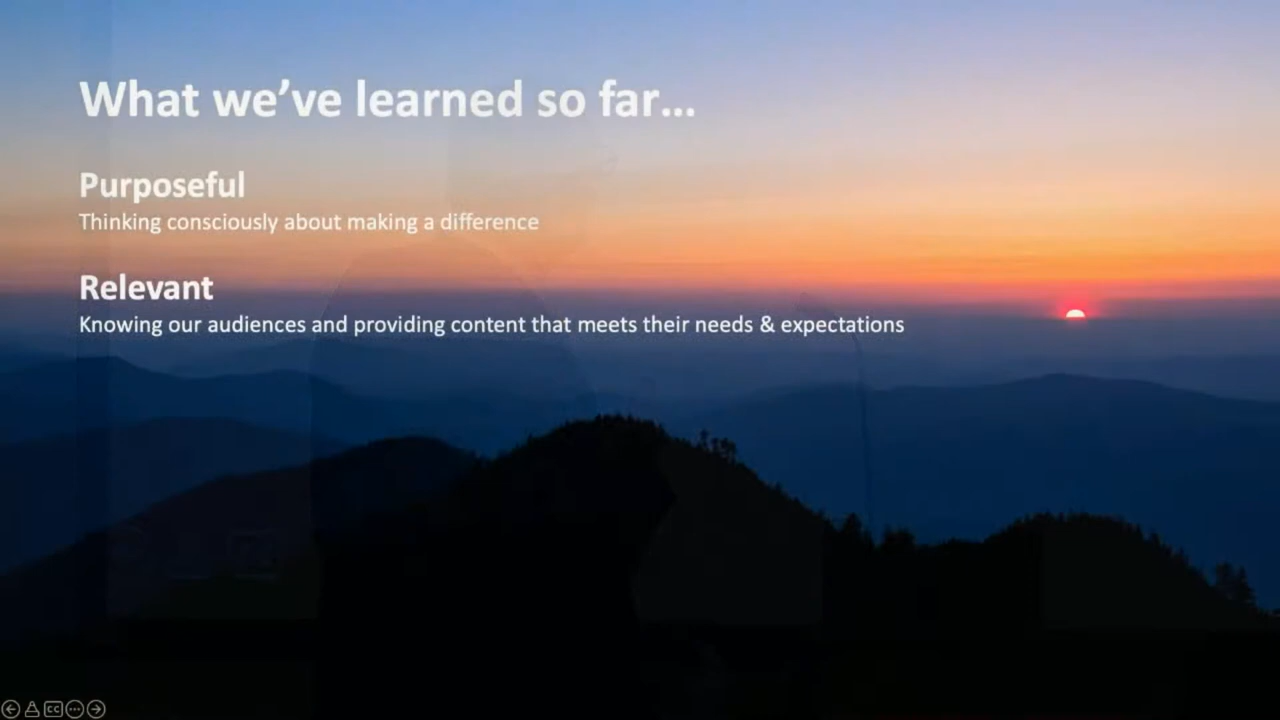 What we’ve learned so far...
Purposeful
Thinking consciously about making a difference
Relevant
Knowing our audiences and providing content that meets their needs & expectations
CC